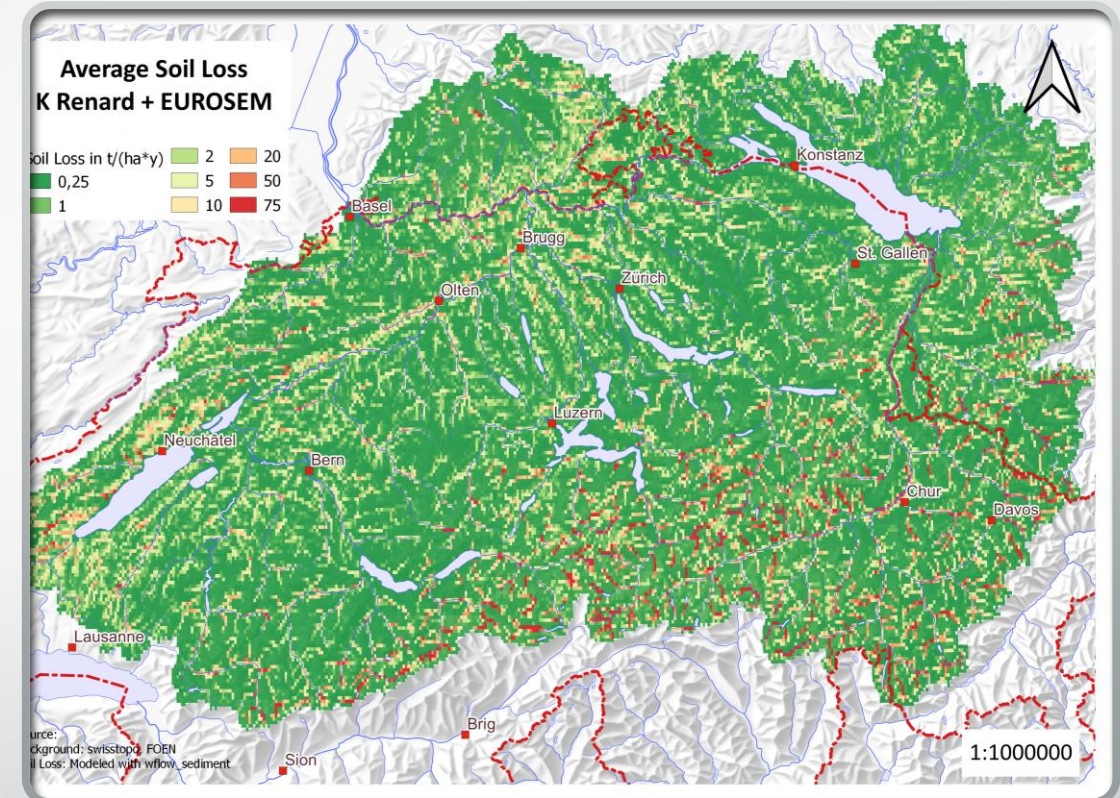 Average Soil Loss
K Renard + EUROSEM
Soil Loss in t/(ha*y)
0,25
1
2
5
10
20
50
75
Konstanz
Basel
Brugg
St. Gallen
Zürich
Olten
Luzern
Neuchâtel
Bern
Chur
Davos
Lausanne
Brig
Sion
urce:
ckground: swisstopo, FOEN
il Loss: Modeled with wflow_sediment
1:1000000